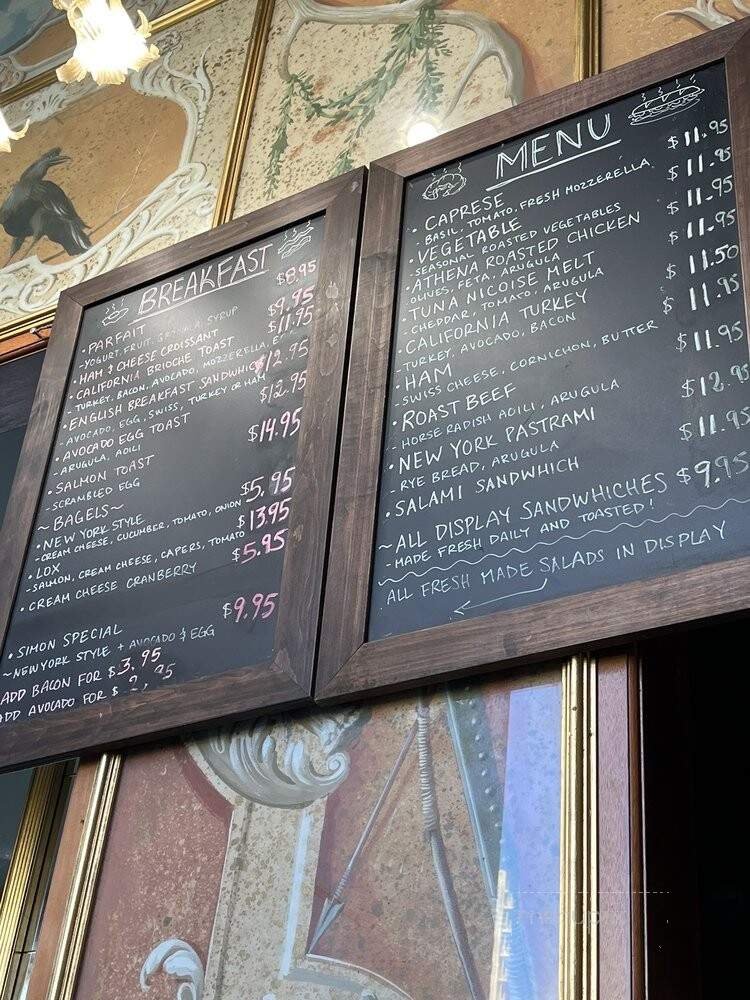 BREAKFAST
• PARFAIT $8.95
- YOGURT, FRUIT, GRANOLA, SYRUP
• HAM & CHEESE CROISSANT $9.95
• CALIFORNIA BRIOCHE TOAST $11.95
- TURKEY, BACON, AVOCADO, MOZZERELLA,
• ENGLISH BREAKFAST SANDWHICH $12.95
- AVOCADO, EGG, SWISS, TURKEY OR HAM
• AVOCADO EGG TOAST $12.95
- ARUGULA, AOILI
• SALMON TOAST $14.95
- SCRAMBLED EGG
~ BAGELS ~
• NEW YORK STYLE $5.95
- CREAM CHEESE, CUCUMBER, TOMATO, ONION
• LOX $13.95
- SALMON, CREAM CHEESE, CAPERS, TOMATO
• CREAM CHEESE CRANBERRY $5.95
• SIMON SPECIAL $9.95
~ NEW YORK STYLE + AVOCADO & EGG
ADD BACON FOR $3.95
ADD AVOCADO FOR $
MENU
• CAPRESE $11.95
- BASIL, TOMATO, FRESH MOZZERELLA
• VEGETABLE $11.95
- SEASONAL ROASTED VEGETABLES
• ATHENA ROASTED CHICKEN $11.95
- OLIVES, FETA, ARUGULA
• TUNA NICOISE MELT $11.95
- CHEDDAR, TOMATO, ARUGULA
• CALIFORNIA TURKEY $11.50
- TURKEY, AVOCADO, BACON
• HAM $11.95
- SWISS CHEESE, CORNICHON, BUTTER
• ROAST BEEF $11.95
- HORSE RADISH AOILI, ARUGULA
• NEW YORK PASTRAMI $12.95
- RYE BREAD, ARUGULA
• SALAMI SANDWHICH $11.95
~ ALL DISPLAY SANDWHICHES $9.95
- MADE FRESH DAILY AND TOASTED!
ALL FRESH MADE SALADS IN DISPLAY